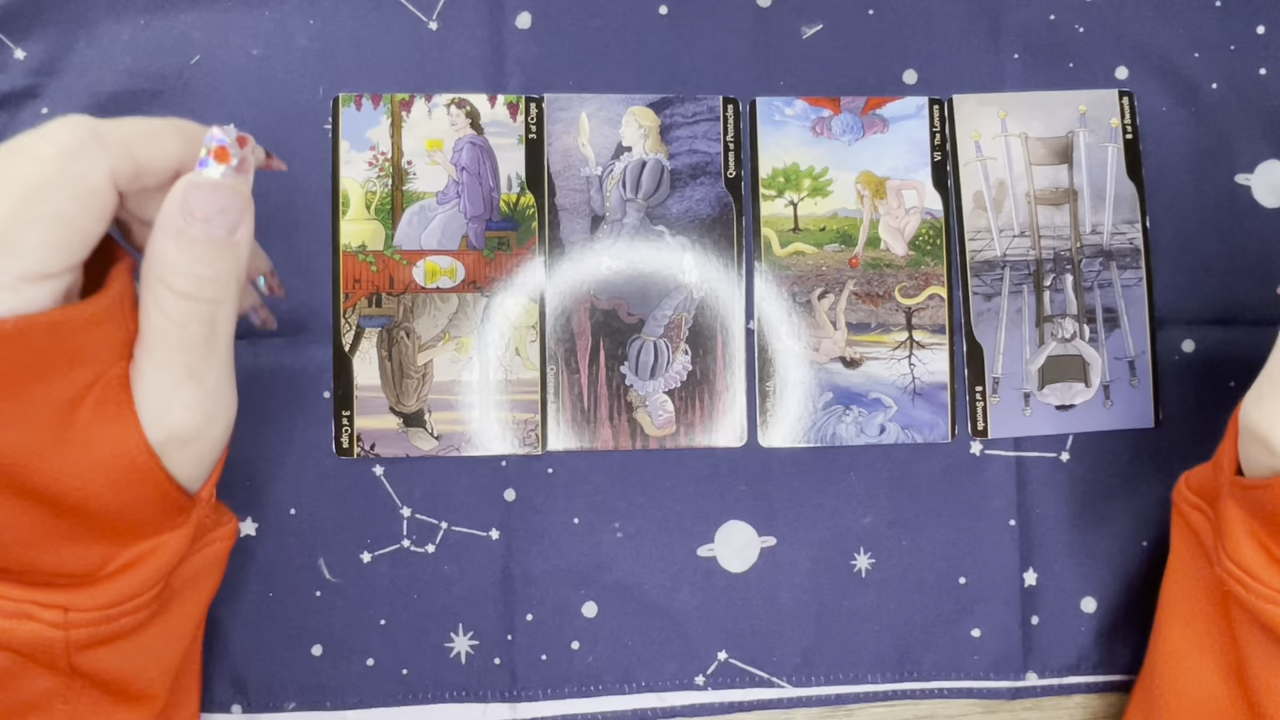 3 of Cups
Queen of Pentacles
VI - The Lovers
8 of Swords
3 of Cups
8 of Swords